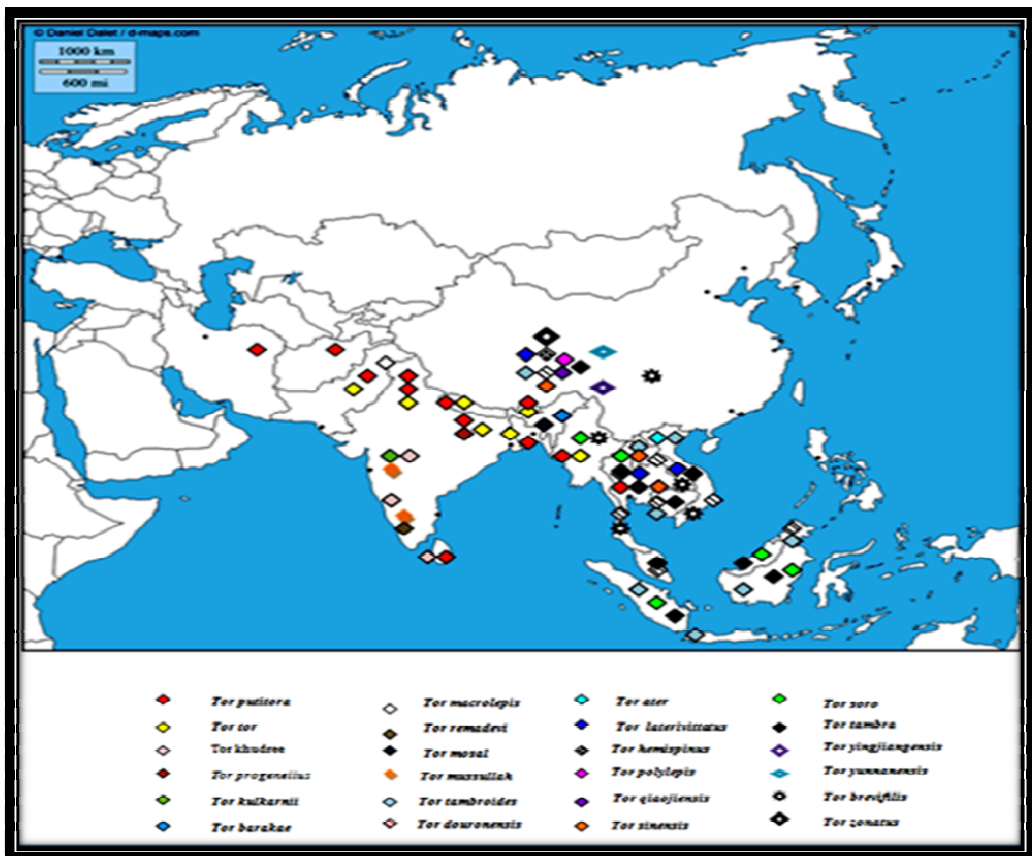 © Daniel Dalet / d-maps.com
1000 km
600 mi
Tor putitora
Tor tor
Tor khudree
Tor progeneius
Tor kulkarnii
Tor barakae
Tor macrolepis
Tor remadevi
Tor mosal
Tor mussullah
Tor tambroides
Tor douronensis
Tor ater
Tor laterivittatus
Tor hemispinus
Tor polylepis
Tor qiaojiensis
Tor sinensis
Tor soro
Tor tambra
Tor yingjiangensis
Tor yunnanensis
Tor brevifilis
Tor zonatus